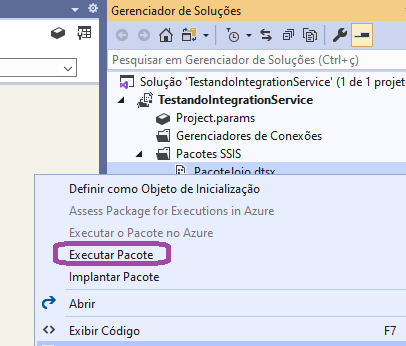 Gerenciador de Soluções
Pesquisar em Gerenciador de Soluções (Ctrl+ç)
Solução 'TestandoIntegrationService' (1 de 1 projet
TestandoIntegrationService
Project.params
Gerenciadores de Conexões
Pacotes SSIS
PacoteJoio.dtsx
Definir como Objeto de Inicialização
Assess Package for Executions in Azure
Executar o Pacote no Azure
Executar Pacote
Implantar Pacote
Abrir
Exibir Código F7